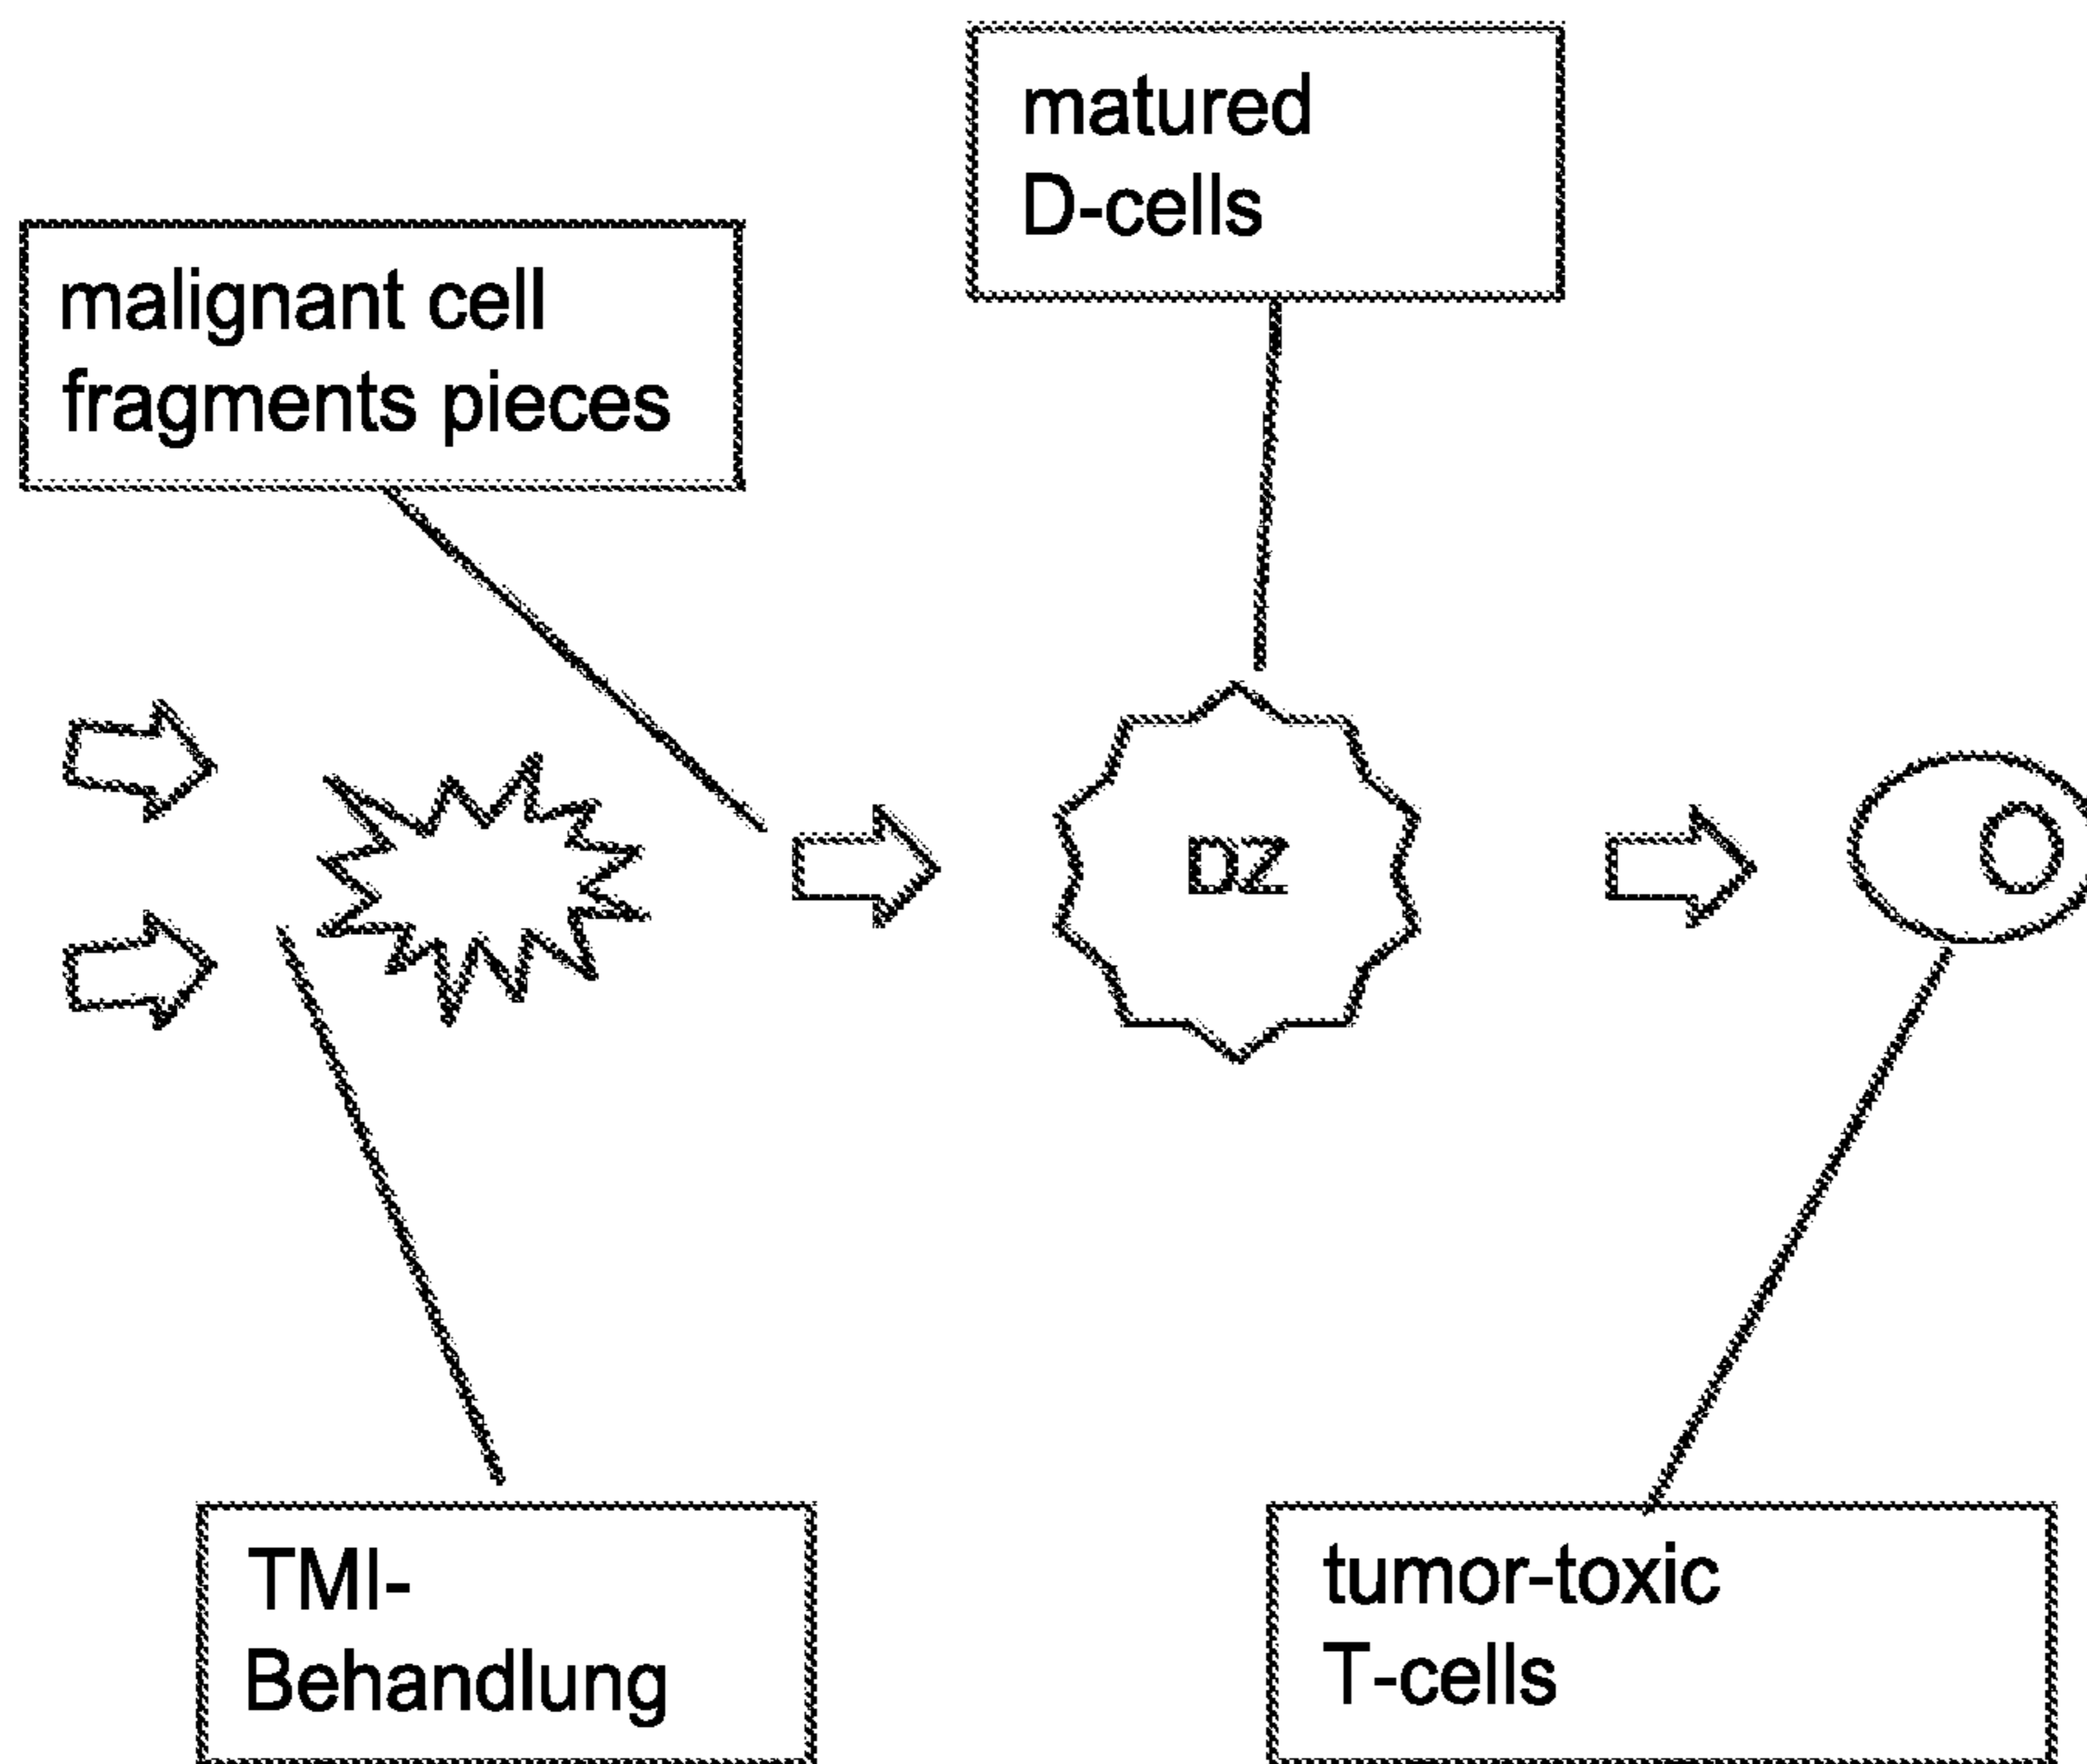 matured
D-cells
malignant cell
fragments pieces
DZ
TMI-
Behandlung
tumor-toxic
T-cells